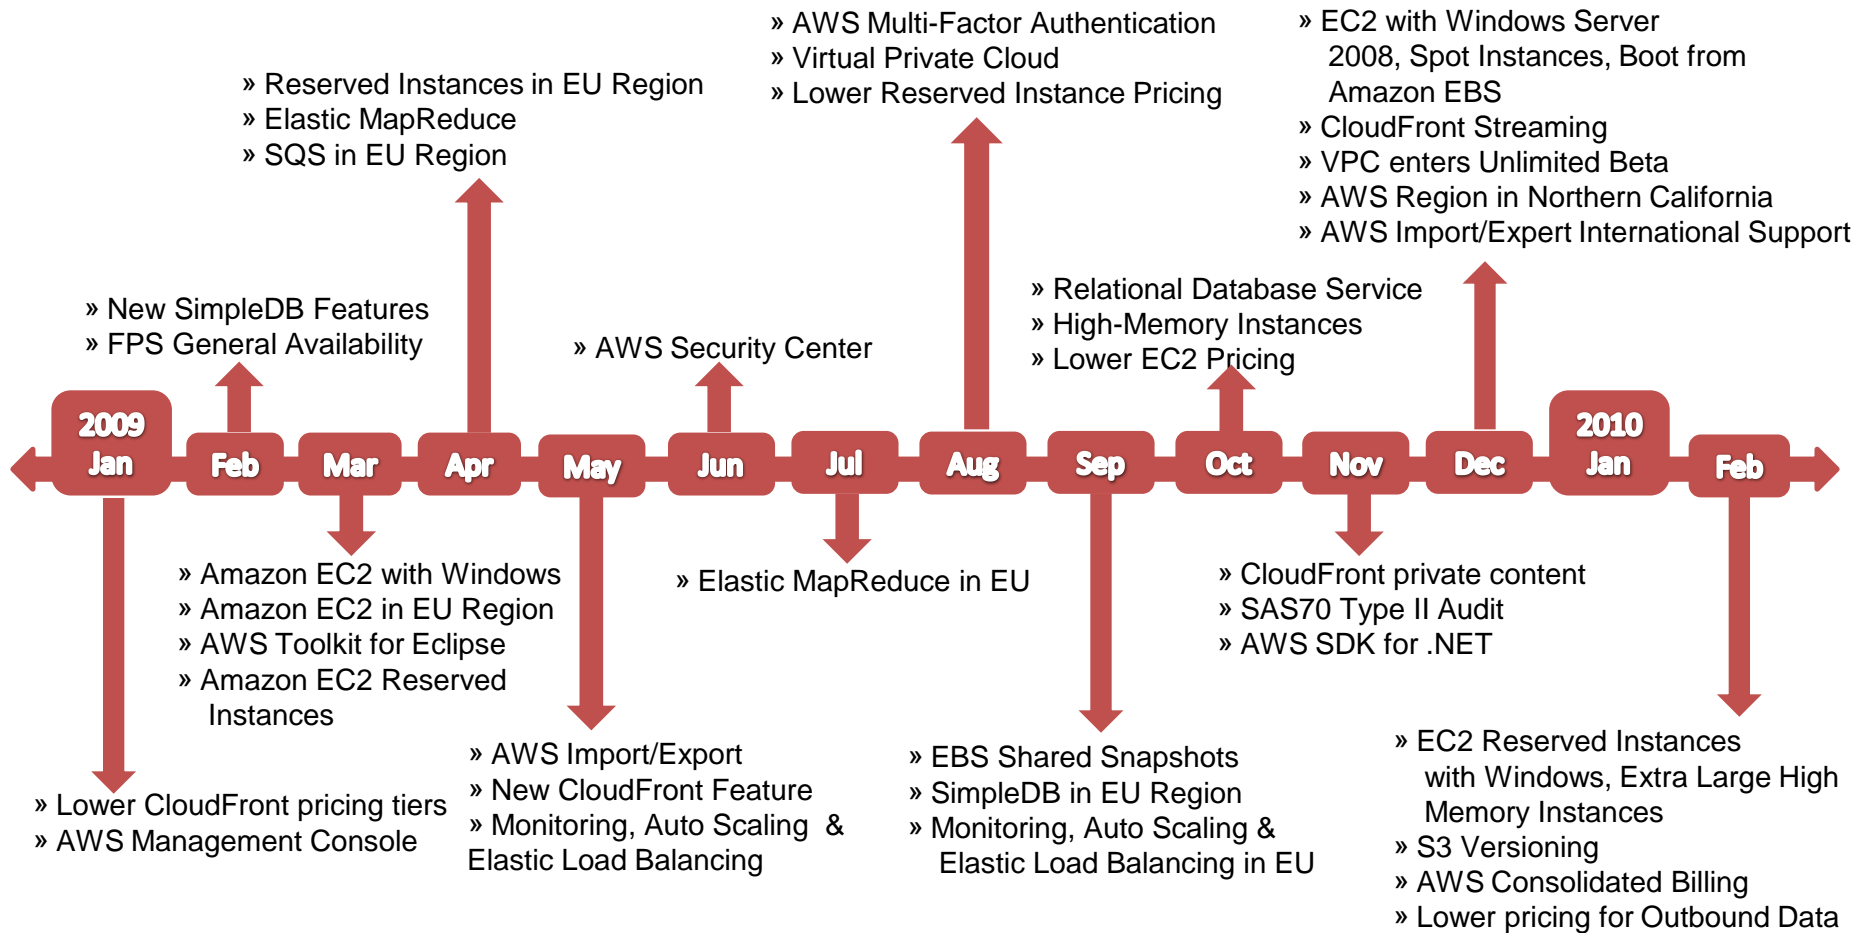 » AWS Multi-Factor Authentication
» Virtual Private Cloud
» Lower Reserved Instance Pricing
» EC2 with Windows Server
2008, Spot Instances, Boot from
Amazon EBS
» CloudFront Streaming
» VPC enters Unlimited Beta
» AWS Region in Northern California
» AWS Import/Expert International Support
» Reserved Instances in EU Region
» Elastic MapReduce
» SQS in EU Region
» New SimpleDB Features
» FPS General Availability
» AWS Security Center
» Relational Database Service
» High-Memory Instances
» Lower EC2 Pricing
2009
Jan
Feb
Mar
Apr
May
Jun
Jul
Aug
Sep
Oct
Nov
Dec
2010
Jan
Feb
» Amazon EC2 with Windows
» Amazon EC2 in EU Region
» AWS Toolkit for Eclipse
» Amazon EC2 Reserved
Instances
» Elastic MapReduce in EU
» CloudFront private content
» SAS70 Type II Audit
» AWS SDK for .NET
» Lower CloudFront pricing tiers
» AWS Management Console
» AWS Import/Export
» New CloudFront Feature
» Monitoring, Auto Scaling &
Elastic Load Balancing
» EBS Shared Snapshots
» SimpleDB in EU Region
» Monitoring, Auto Scaling &
Elastic Load Balancing in EU
» EC2 Reserved Instances
with Windows, Extra Large High
Memory Instances
» S3 Versioning
» AWS Consolidated Billing
» Lower pricing for Outbound Data